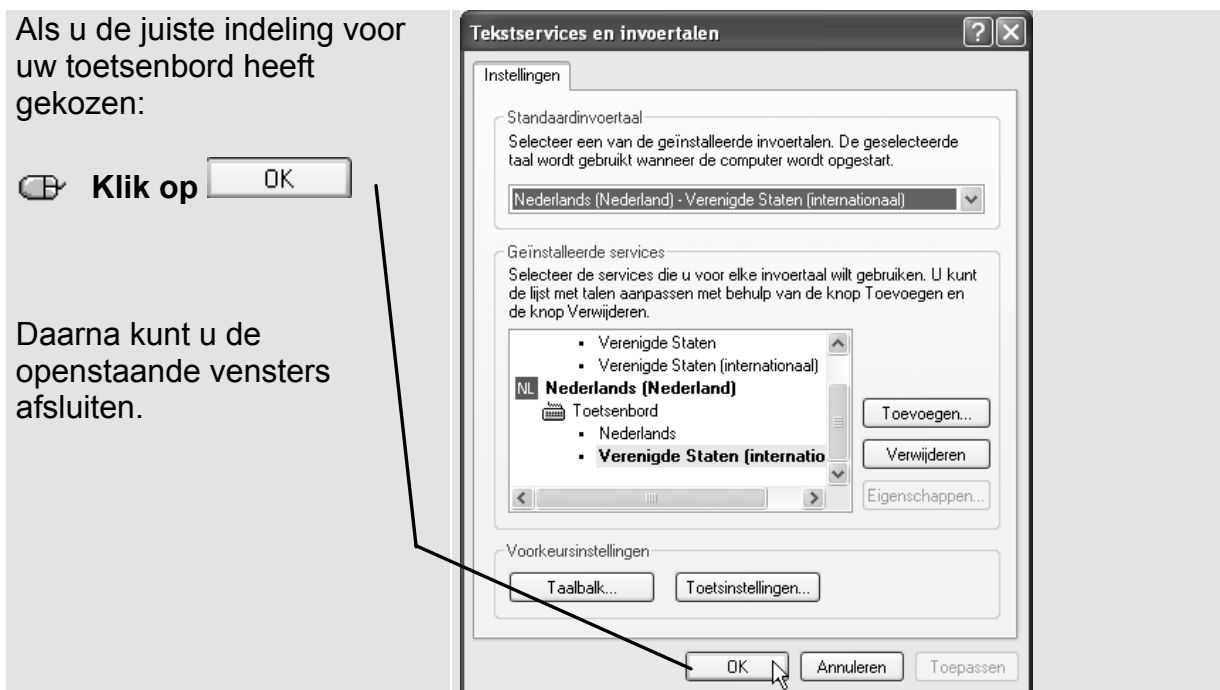 Als u de juiste indeling voor
uw toetsenbord heeft
gekozen:
Klik op OK
Daarna kunt u de
openstaande vensters
afsluiten.
Tekstservices en invoertalen
Instellingen
Standaardinvoertaal
Selecteer een van de geïnstalleerde invoertalen. De geselecteerde
taal wordt gebruikt wanneer de computer wordt opgestart.
Nederlands (Nederland) - Verenigde Staten (internationaal)
Geïnstalleerde services
Selecteer de services die u voor elke invoertaal wilt gebruiken. U kunt
de lijst met talen aanpassen met behulp van de knop Toevoegen en
de knop Verwijderen.
Verenigde Staten
Verenigde Staten (internationaal)
NL Nederlands (Nederland)
Toetsenbord
Nederlands
Verenigde Staten (internatio
Toevoegen...
Verwijderen
Eigenschappen...
Voorkeursinstellingen
Taalbalk... Toetsinstellingen...
OK Annuleren Toepassen